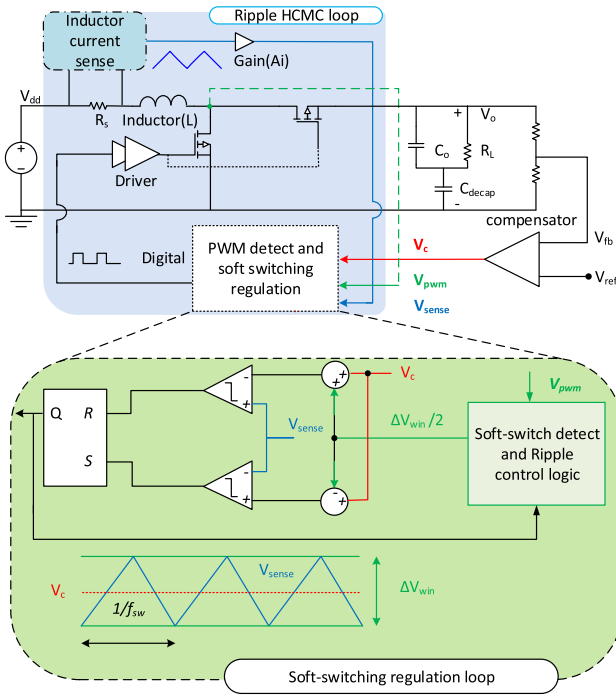 Inductor
current
sense
Ripple HCMC loop
Gain(Ai)
Vdd
Rs
Inductor(L)
Driver
+
Vo
Co
RL
Cdecap
-
compensator
Vfb
Vref
Digital
PWM detect and
soft switching
regulation
Vc
Vpwm
Vsense
Q
R
S
-
+
-
+
+
+
-
+
Vc
Vsense
ΔVwin /2
Vpwm
Soft-switch detect
and Ripple
control logic
Vc
Vsense
1/fsw
ΔVwin
Soft-switching regulation loop